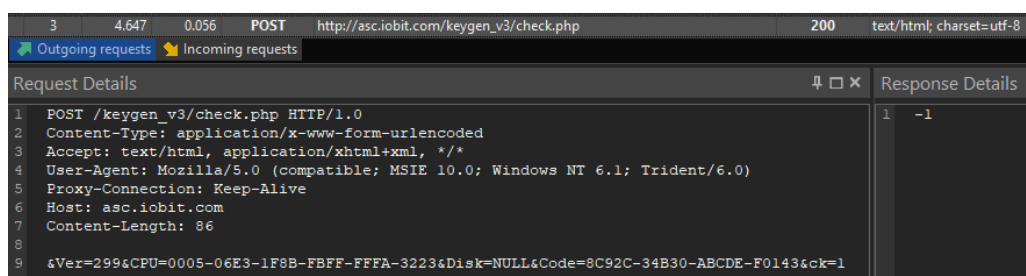 3 4.647 0.056 POST http://asc.iobit.com/keygen_v3/check.php 200 text/html; charset=utf-8
Outgoing requests Incoming requests
Request Details Response Details
1 POST /keygen_v3/check.php HTTP/1.0 1 -1
2 Content-Type: application/x-www-form-urlencoded
3 Accept: text/html, application/xhtml+xml, */*
4 User-Agent: Mozilla/5.0 (compatible; MSIE 10.0; Windows NT 6.1; Trident/6.0)
5 Proxy-Connection: Keep-Alive
6 Host: asc.iobit.com
7 Content-Length: 86
8
9 &Ver=299&CPU=0005-06E3-1F8B-FBFF-FFFA-3223&Disk=NULL&Code=8C92C-34B30-ABCDE-F0143&ck=1